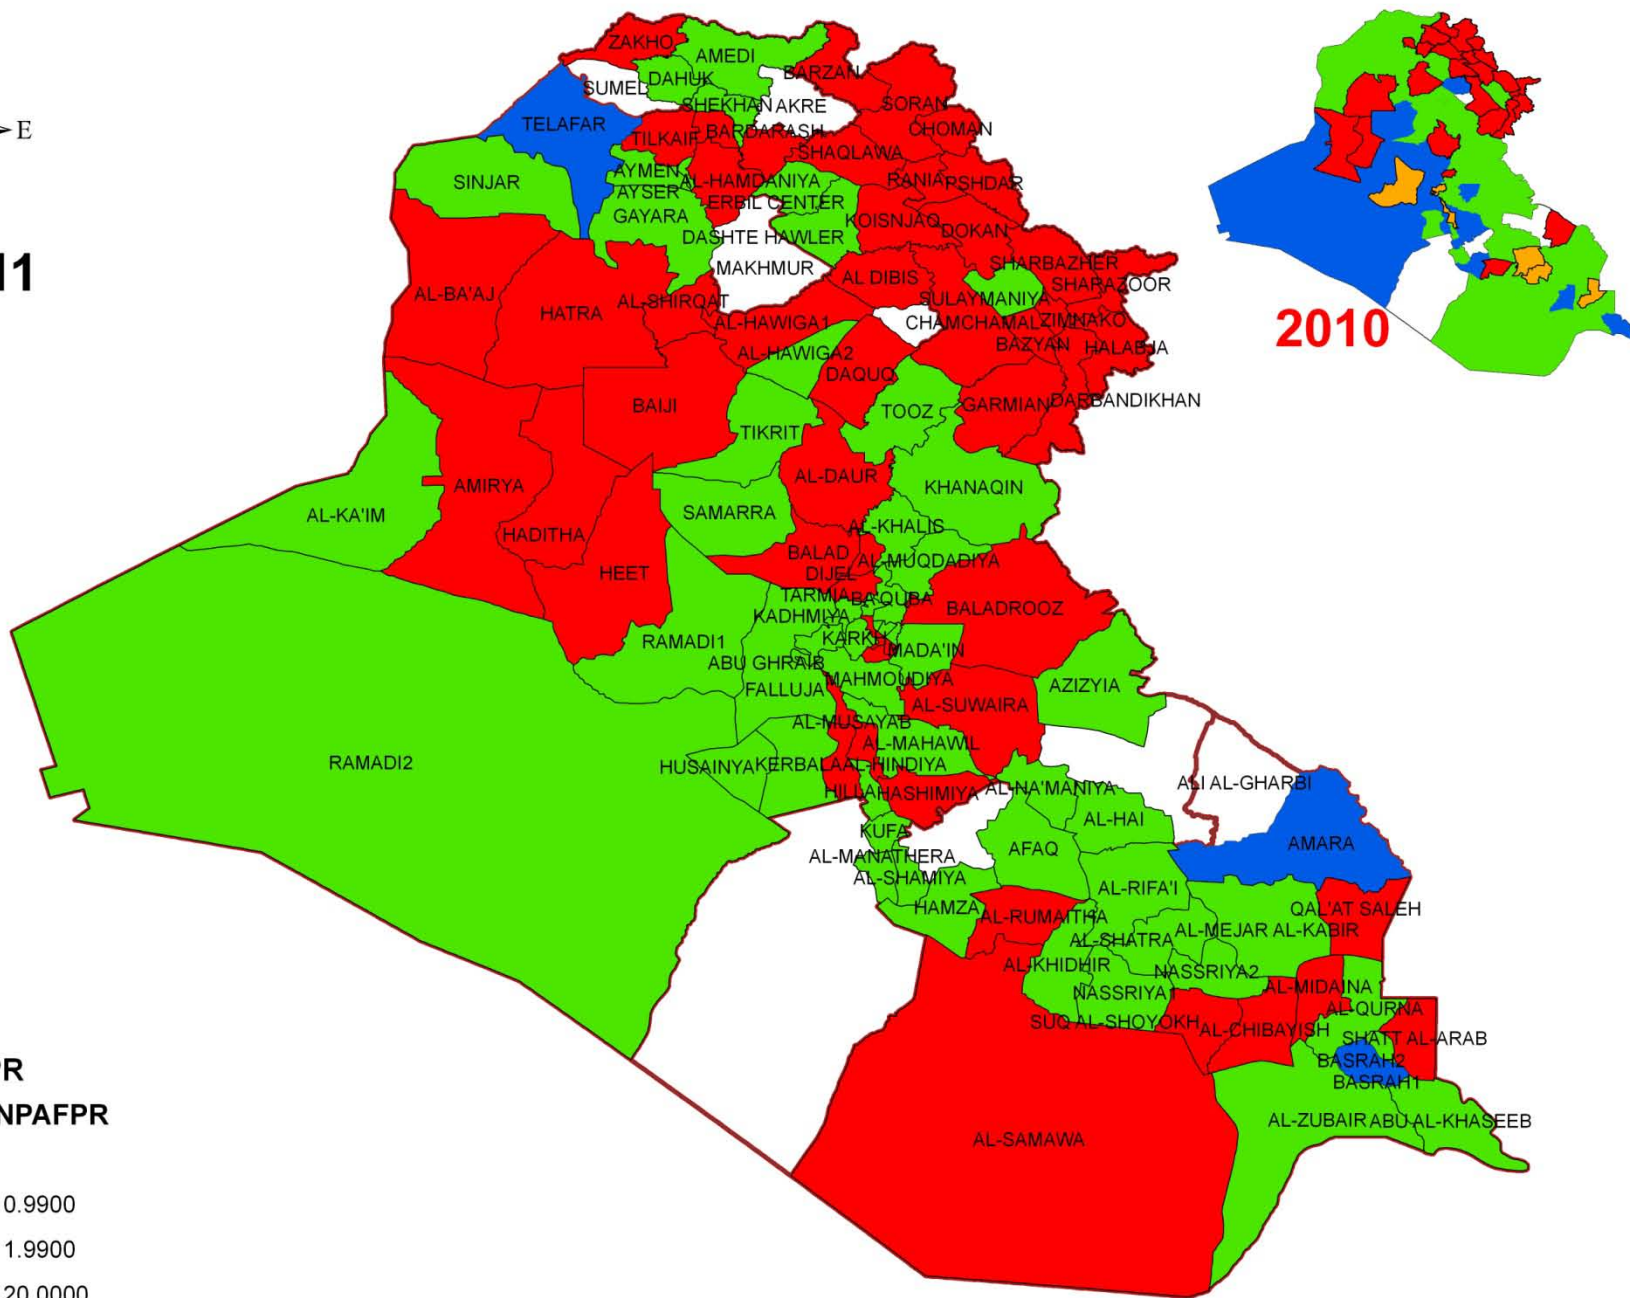 ZAKHO
AMEDI
SUMEL
DAHUK
BARZAN
SHEKHAN
AKRE
SORAN
E
TELAFAR
TILKAIF
BARDARASH
CHOMAN
SHAQLAWA
SINJAR
AYMEN
AYSER
AL-HAMDANIYA
RANIA
PSHDAR
GAYARA
ERBIL CENTER
KOISNJAQ
DOKAN
DASHTE HAWLER
MAKHMUR
AL DIBIS
SHARBAZHER
SHARAZOOR
11
AL-BA'AJ
HATRA
AL-SHIRQAT
SULAYMANIYA
AL-HAWIGA1
CHAMCHAMAL
ZIMNAKO
2010
AL-HAWIGA2
BAZYAN
HALABJA
DAQUQ
BAIJI
TIKRIT
TOOZ
GARMIAN
DARBANDIKHAN
AL-DAUR
KHANAQIN
AMIRYA
AL-KA'IM
SAMARRA
AL-KHALIS
HADITHA
BALAD
DIJEL
AL-MUQDADIYA
HEET
TARMIA
BA'QUBA
BALADROOZ
KADHMIYA
KARKH
RAMADI1
MADA'IN
ABU GHRAIB
FALLUJA
MAHMOUDIYA
AZIZYIA
AL-SUWAIRA
AL-MUSAYAB
AL-MAHAWIL
RAMADI2
HUSAINYA
KERBALA
AL-HINDIYA
HILLA
HASHIMIYA
AL-NA'MANIYA
ALI AL-GHARBI
AL-HAI
KUFA
AFAQ
AMARA
AL-MANATHERA
AL-SHAMIYA
AL-RIFA'I
HAMZA
AL-RUMAITHA
QAL'AT SALEH
AL-SHATRA
AL-MEJAR AL-KABIR
AL-KHIDHIR
NASSRIYA2
NASSRIYA1
AL-MIDAINA
AL-QURNA
SUQ AL-SHOYOKH
AL-CHIBAYISH
SHATT AL-ARAB
BASRAH2
BASRAH1
AL-ZUBAIR
ABU AL-KHASEEB
AL-SAMAWA
PR
NPAFPR
0.9900
1.9900
20.0000